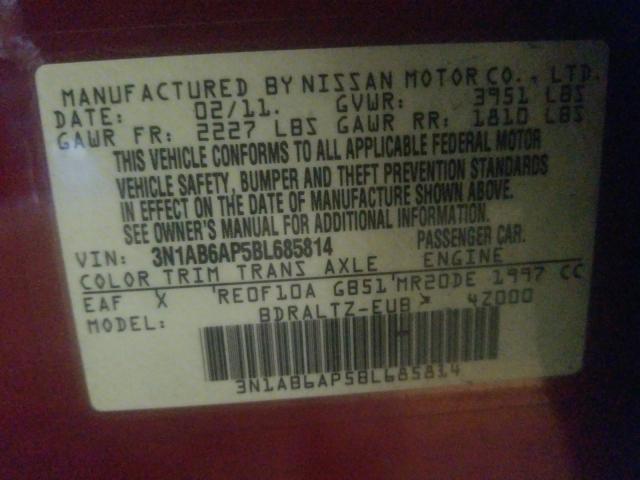 MANUFACTURED BY NISSAN MOTOR CO., LTD.
DATE: 02/11. GVWR: 3951 LBS
GAWR FR: 2227 LBS GAWR RR: 1810 LBS
THIS VEHICLE CONFORMS TO ALL APPLICABLE FEDERAL MOTOR
VEHICLE SAFETY, BUMPER AND THEFT PREVENTION STANDARDS
IN EFFECT ON THE DATE OF MANUFACTURE SHOWN ABOVE.
SEE OWNER'S MANUAL FOR ADDITIONAL INFORMATION.
VIN: 3N1AB6AP5BL685814 PASSENGER CAR.
COLOR TRIM TRANS AXLE ENGINE
EAF X 'RE0F10A GB51'MR20DE 1997 CC
MODEL: BDRALTZ-EUB 4Z000
3N1AB6AP5BL685814